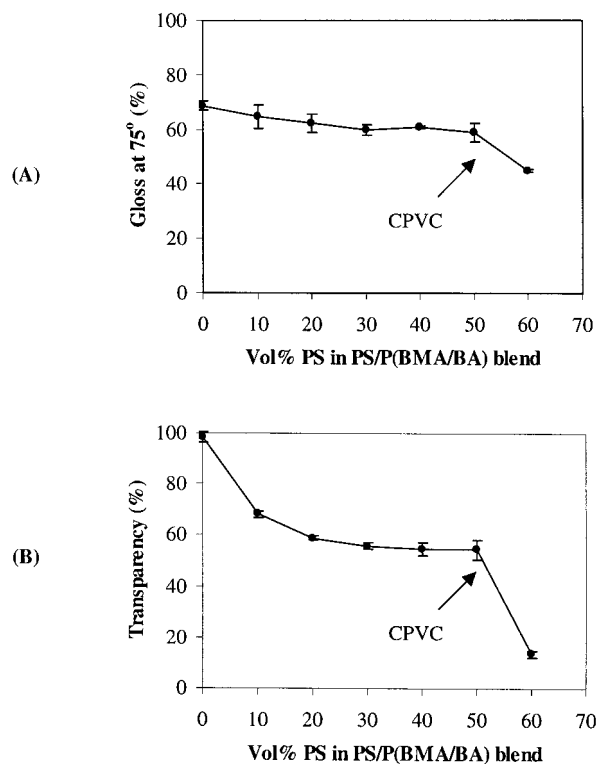 (A)
Gloss at 75° (%)
100
80
60
40
20
0
CPVC
0 10 20 30 40 50 60 70
Vol% PS in PS/P(BMA/BA) blend
(B)
Transparency (%)
100
80
60
40
20
0
CPVC
0 10 20 30 40 50 60 70
Vol% PS in PS/P(BMA/BA) blend